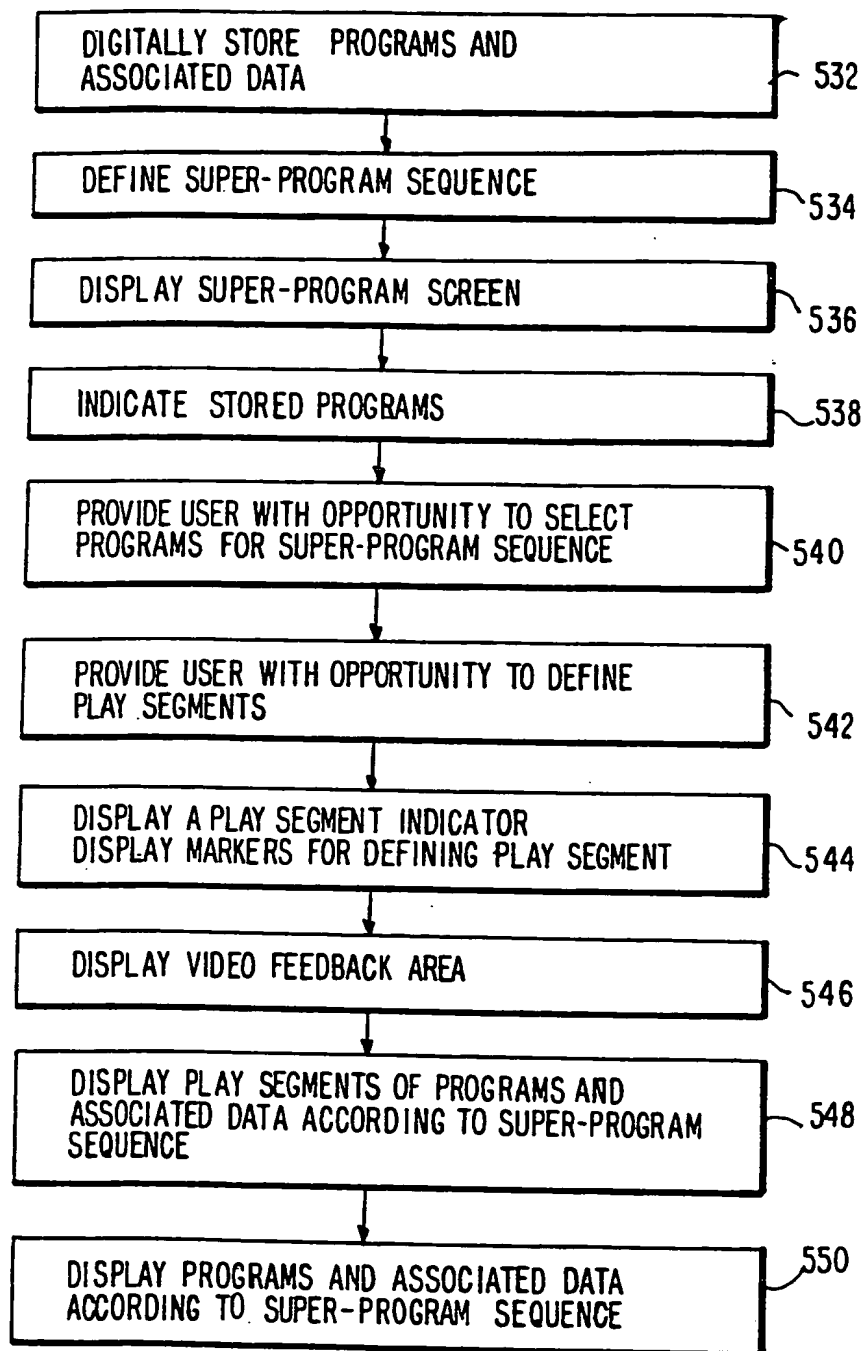 DIGITALLY STORE PROGRAMS AND
ASSOCIATED DATA
532
DEFINE SUPER-PROGRAM SEQUENCE
534
DISPLAY SUPER-PROGRAM SCREEN
536
INDICATE STORED PROGRAMS
538
PROVIDE USER WITH OPPORTUNITY TO SELECT
PROGRAMS FOR SUPER-PROGRAM SEQUENCE
540
PROVIDE USER WITH OPPORTUNITY TO DEFINE
PLAY SEGMENTS
542
DISPLAY A PLAY SEGMENT INDICATOR
DISPLAY MARKERS FOR DEFINING PLAY SEGMENT
544
DISPLAY VIDEO FEEDBACK AREA
546
DISPLAY PLAY SEGMENTS OF PROGRAMS AND
ASSOCIATED DATA ACCORDING TO SUPER-PROGRAM
SEQUENCE
548
DISPLAY PROGRAMS AND ASSOCIATED DATA
ACCORDING TO SUPER-PROGRAM SEQUENCE
550